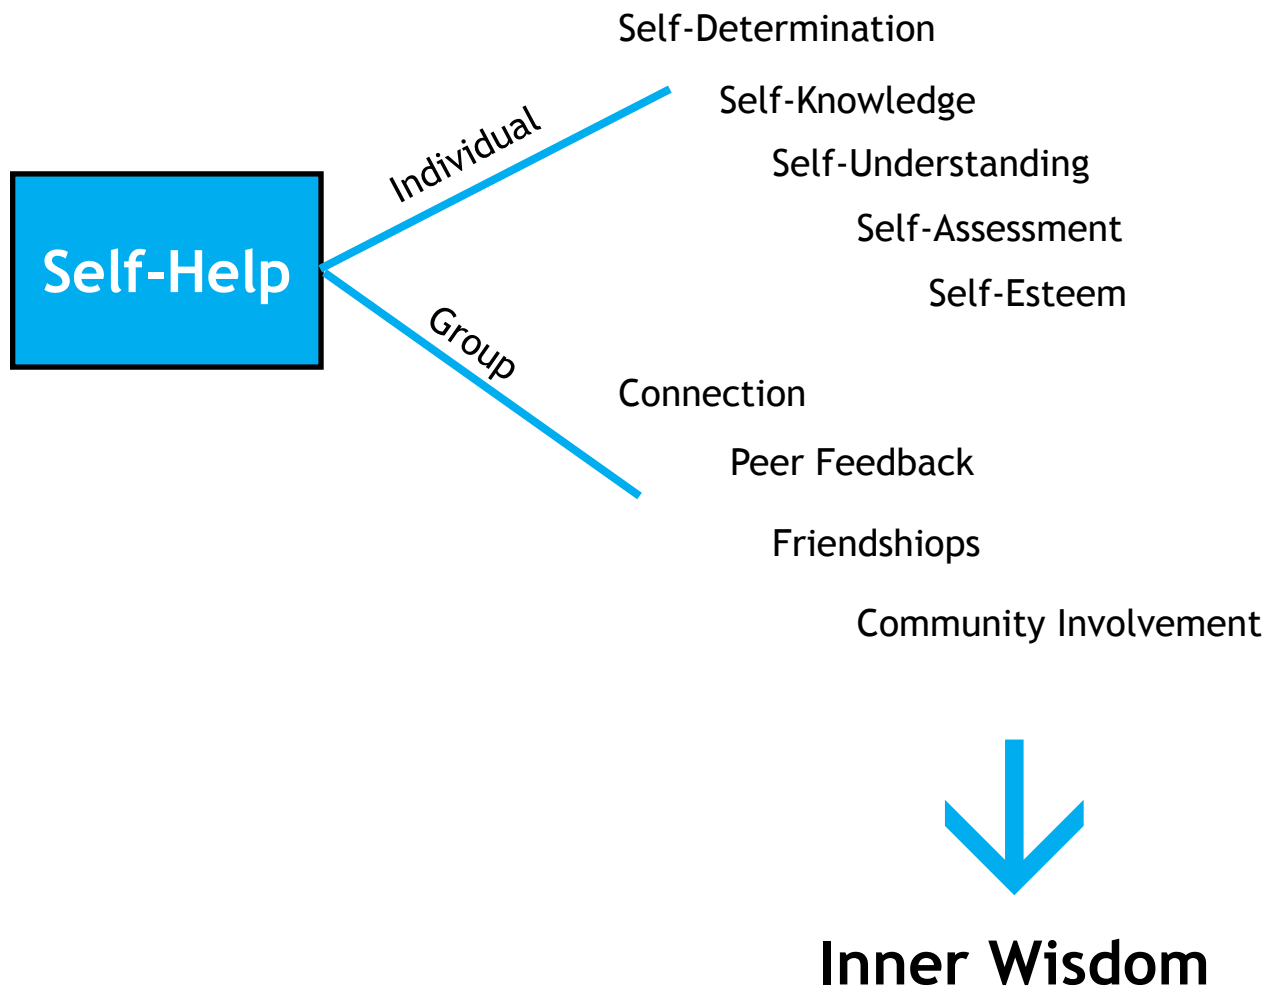 Self-Help
Individual
Self-Determination
Self-Knowledge
Self-Understanding
Self-Assessment
Self-Esteem
Group
Connection
Peer Feedback
Friendshiops
Community Involvement
Inner Wisdom